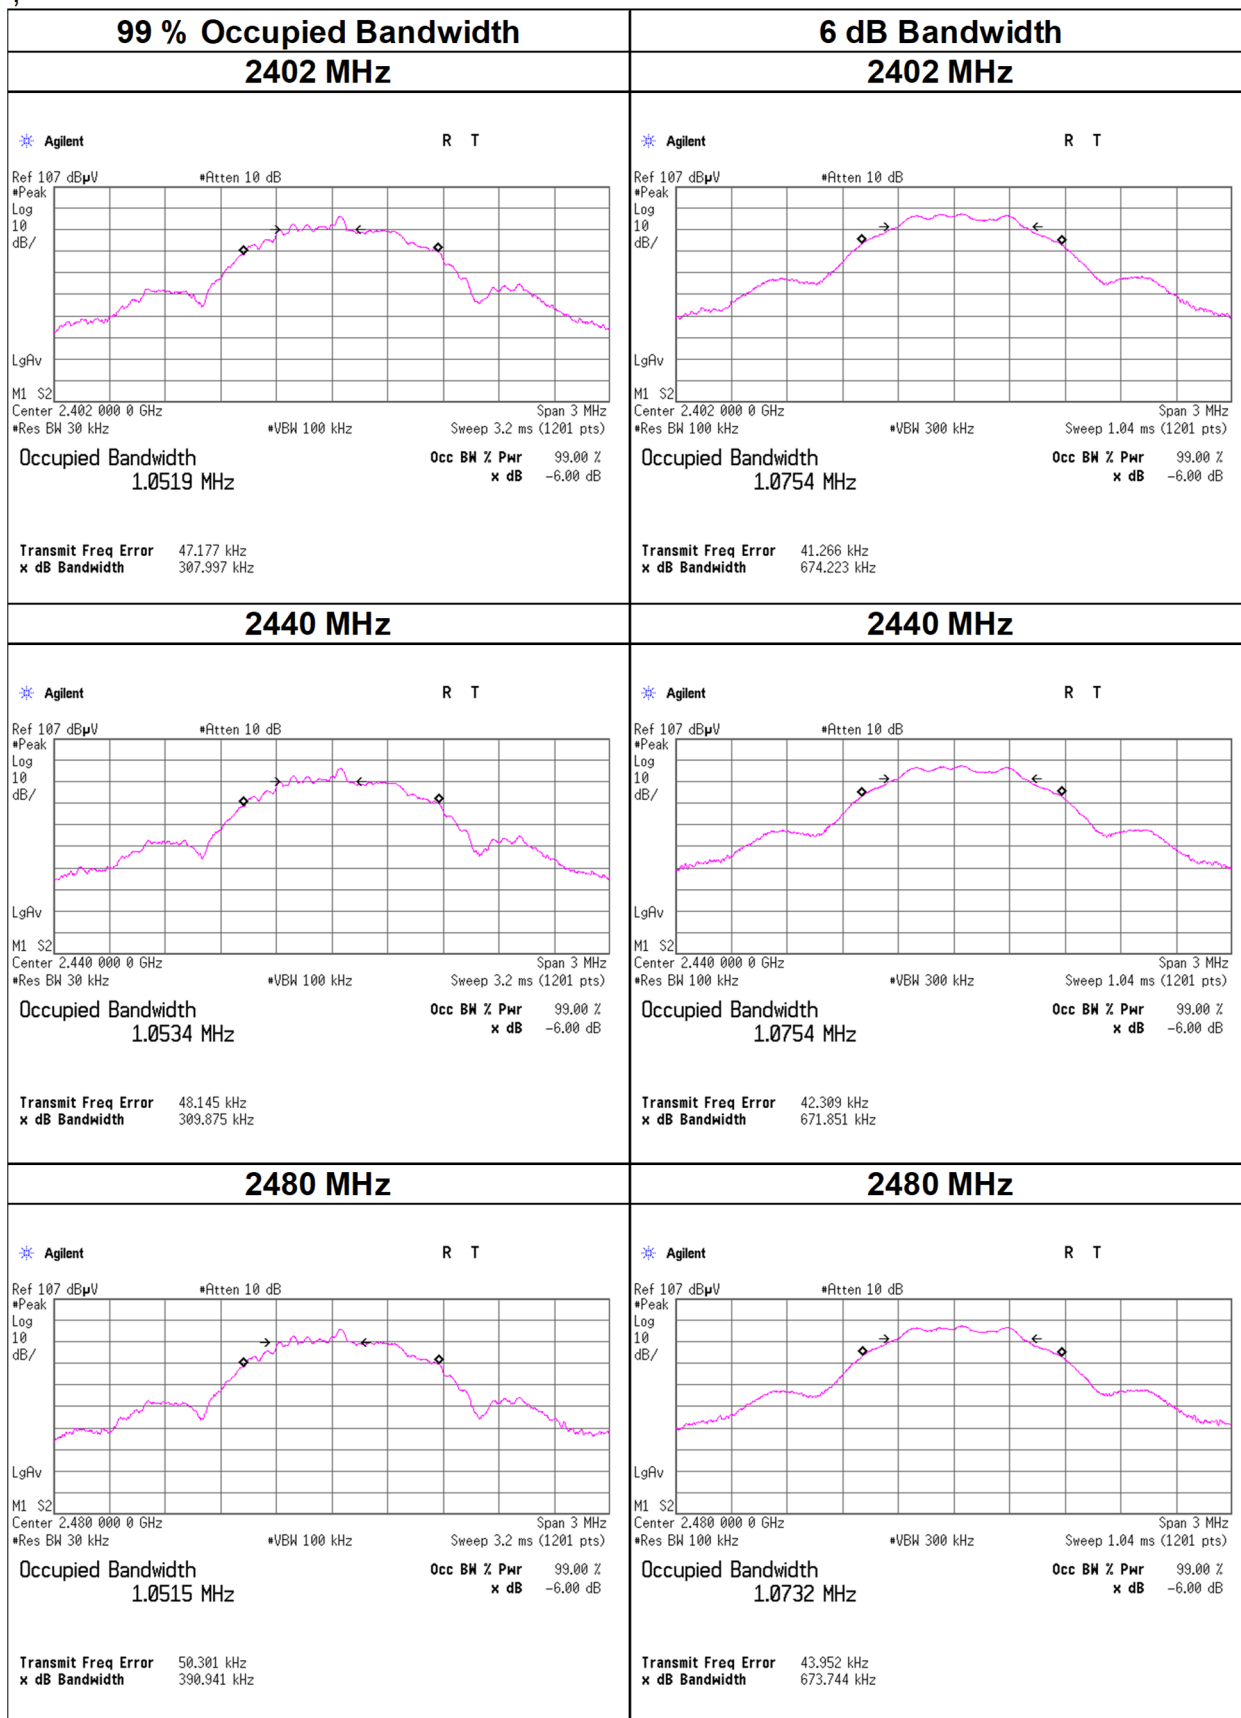 99 % Occupied Bandwidth
6 dB Bandwidth
2402 MHz
2402 MHz
Agilent
R T
Ref 107 dBµV
#Atten 10 dB
#Peak
Log
10
dB/
LgAv
M1 S2
Center 2.402 000 0 GHz
Span 3 MHz
#Res BW 30 kHz
#VBW 100 kHz
Sweep 3.2 ms (1201 pts)
Occupied Bandwidth
Occ BW % Pwr 99.00 %
1.0519 MHz
x dB -6.00 dB
Transmit Freq Error 47.177 kHz
x dB Bandwidth 307.997 kHz
Agilent
R T
Ref 107 dBµV
#Atten 10 dB
#Peak
Log
10
dB/
LgAv
M1 S2
Center 2.402 000 0 GHz
Span 3 MHz
#Res BW 100 kHz
#VBW 300 kHz
Sweep 1.04 ms (1201 pts)
Occupied Bandwidth
Occ BW % Pwr 99.00 %
1.0754 MHz
x dB -6.00 dB
Transmit Freq Error 41.266 kHz
x dB Bandwidth 674.223 kHz
2440 MHz
2440 MHz
Agilent
R T
Ref 107 dBµV
#Atten 10 dB
#Peak
Log
10
dB/
LgAv
M1 S2
Center 2.440 000 0 GHz
Span 3 MHz
#Res BW 30 kHz
#VBW 100 kHz
Sweep 3.2 ms (1201 pts)
Occupied Bandwidth
Occ BW % Pwr 99.00 %
1.0534 MHz
x dB -6.00 dB
Transmit Freq Error 48.145 kHz
x dB Bandwidth 309.875 kHz
Agilent
R T
Ref 107 dBµV
#Atten 10 dB
#Peak
Log
10
dB/
LgAv
M1 S2
Center 2.440 000 0 GHz
Span 3 MHz
#Res BW 100 kHz
#VBW 300 kHz
Sweep 1.04 ms (1201 pts)
Occupied Bandwidth
Occ BW % Pwr 99.00 %
1.0754 MHz
x dB -6.00 dB
Transmit Freq Error 42.309 kHz
x dB Bandwidth 671.851 kHz
2480 MHz
2480 MHz
Agilent
R T
Ref 107 dBµV
#Atten 10 dB
#Peak
Log
10
dB/
LgAv
M1 S2
Center 2.480 000 0 GHz
Span 3 MHz
#Res BW 30 kHz
#VBW 100 kHz
Sweep 3.2 ms (1201 pts)
Occupied Bandwidth
Occ BW % Pwr 99.00 %
1.0515 MHz
x dB -6.00 dB
Transmit Freq Error 50.301 kHz
x dB Bandwidth 390.941 kHz
Agilent
R T
Ref 107 dBµV
#Atten 10 dB
#Peak
Log
10
dB/
LgAv
M1 S2
Center 2.480 000 0 GHz
Span 3 MHz
#Res BW 100 kHz
#VBW 300 kHz
Sweep 1.04 ms (1201 pts)
Occupied Bandwidth
Occ BW % Pwr 99.00 %
1.0732 MHz
x dB -6.00 dB
Transmit Freq Error 43.952 kHz
x dB Bandwidth 673.744 kHz